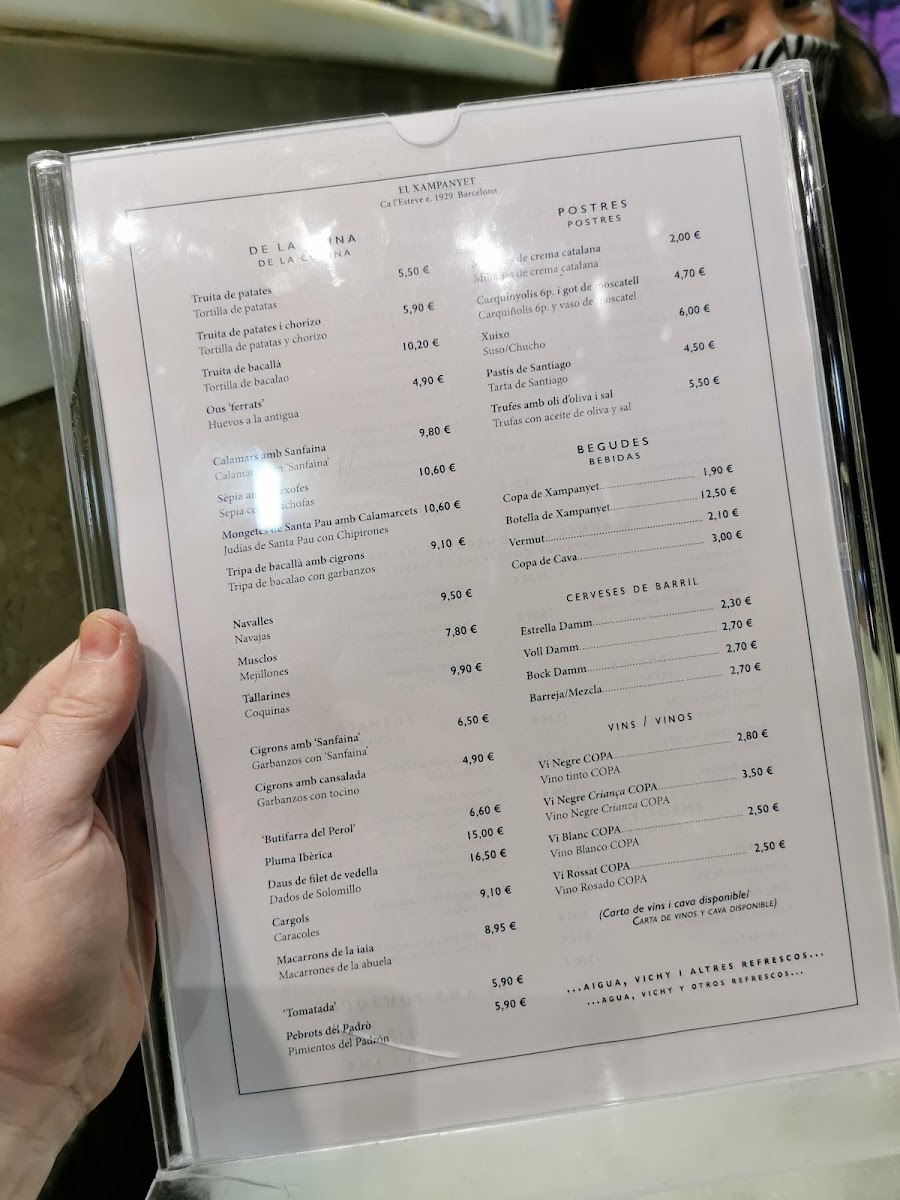 EL XAMPANYET
Ca l'Esteve e. 1929 Barcelona
DE LA
DE LA
Truita de patates 5,50 €
Tortilla de patatas
Truita de patates i chorizo 5,90 €
Tortilla de patatas y chorizo
Truita de bacallà 10,20 €
Tortilla de bacalao
Ous 'ferrats' 4,90 €
Huevos a la antigua
Calamars amb Sanfaina 9,80 €
'Sanfaina'
Sèpia 10,60 €
Sepia
Mongetes de Santa Pau amb Calamarcets 10,60 €
Judias de Santa Pau con Chipirones
Tripa de bacallà amb cigrons 9,10 €
Tripa de bacalao con garbanzos
Navalles 9,50 €
Navajas
Musclos 7,80 €
Mejillones
Tallarines 9,90 €
Coquinas
Cigrons amb 'Sanfaina' 6,50 €
Garbanzos con 'Sanfaina'
Cigrons amb cansalada 4,90 €
Garbanzos con tocino
'Butifarra del Perol' 6,60 €
Pluma Ibèrica 15,00 €
Daus de filet de vedella 16,50 €
Dados de Solomillo
Cargols 9,10 €
Caracoles
Macarrons de la iaia 8,95 €
Macarrones de la abuela
'Tomatada' 5,90 €
Pebrots del Padrò 5,90 €
Pimientos del Padrón
POSTRES
POSTRES
de crema catalana 2,00 €
de crema catalana
Carquinyolis 6p. i got de moscatell 4,70 €
Carquiñolis 6p. y vaso de moscatel
Xuixo 6,00 €
Suso/Chucho
Pastís de Santiago 4,50 €
Tarta de Santiago
Trufes amb oli d'oliva i sal 5,50 €
Trufas con aceite de oliva y sal
BEGUDES
BEBIDAS
Copa de Xampanyet 1,90 €
Botella de Xampanyet 12,50 €
Vermut 2,10 €
Copa de Cava 3,00 €
CERVESES DE BARRIL
Estrella Damm 2,30 €
Voll Damm 2,70 €
Bock Damm 2,70 €
Barreja/Mezcla 2,70 €
VINS / VINOS
Vi Negre COPA 2,80 €
Vino tinto COPA
Vi Negre Criança COPA 3,50 €
Vino Negre Crianza COPA
Vi Blanc COPA 2,50 €
Vino Blanco COPA
Vi Rossat COPA 2,50 €
Vino Rosado COPA
(Carta de vins i cava disponible/
CARTA DE VINOS Y CAVA DISPONIBLE)
...AIGUA, VICHY I ALTRES REFRESCOS...
...AGUA, VICHY Y OTROS REFRESCOS...